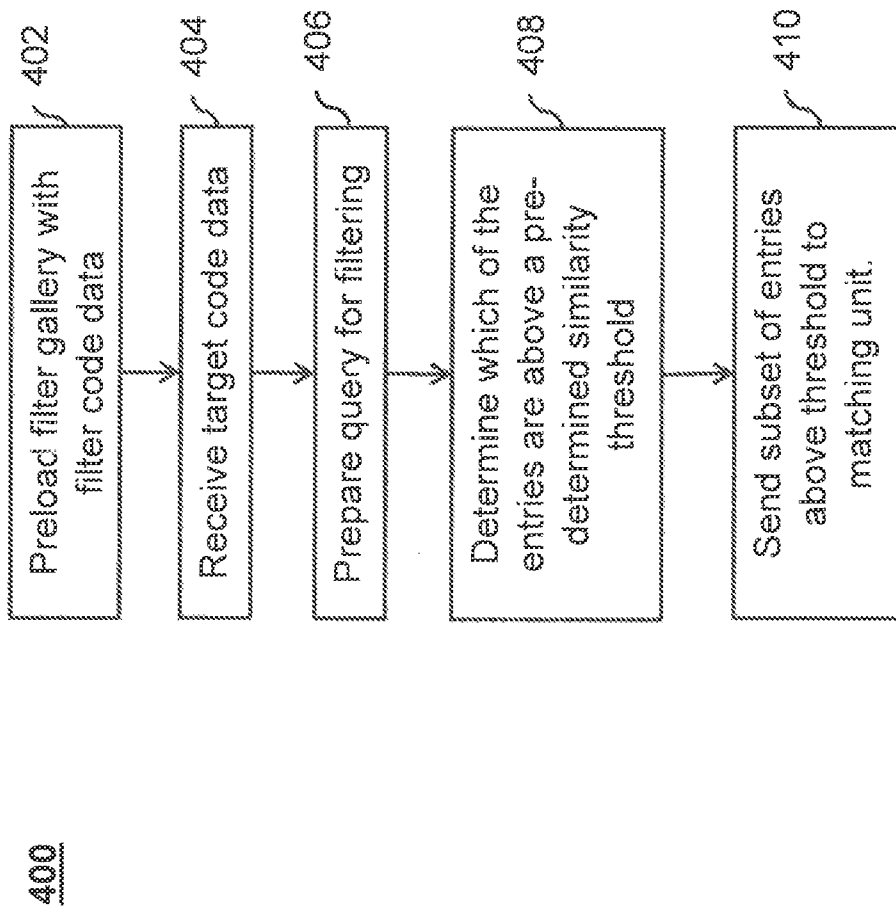 400
Preload filter gallery with
filter code data
402
Receive target code data
404
Prepare query for filtering
406
Determine which of the
entries are above a pre-
determined similarity
threshold
408
Send subset of entries
above threshold to
matching unit.
410